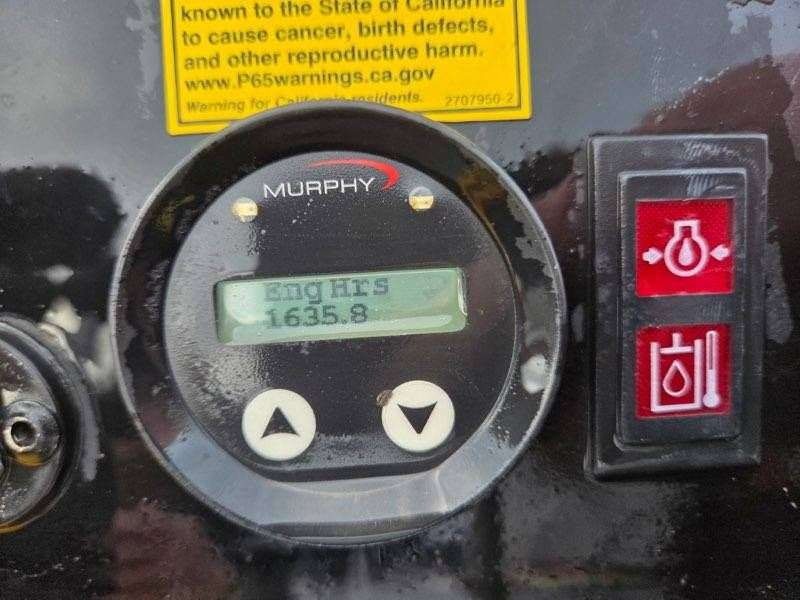 known to the State of California
to cause cancer, birth defects,
and other reproductive harm.
www.P65warnings.ca.gov
Warning for California residents. 2707950-2
MURPHY
Eng Hrs
1635.8